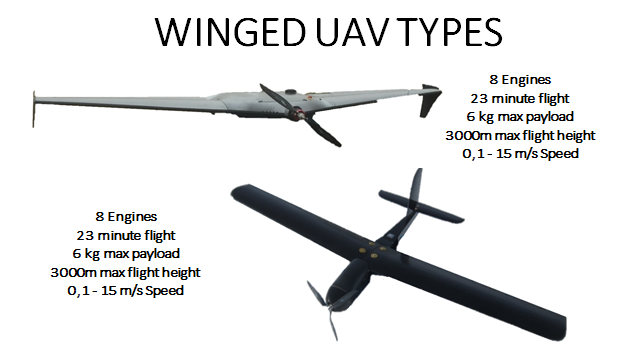 WINGED UAV TYPES
8 Engines
23 minute flight
6 kg max payload
3000m max flight height
0,1 - 15 m/s Speed
8 Engines
23 minute flight
6 kg max payload
3000m max flight height
0,1 - 15 m/s Speed